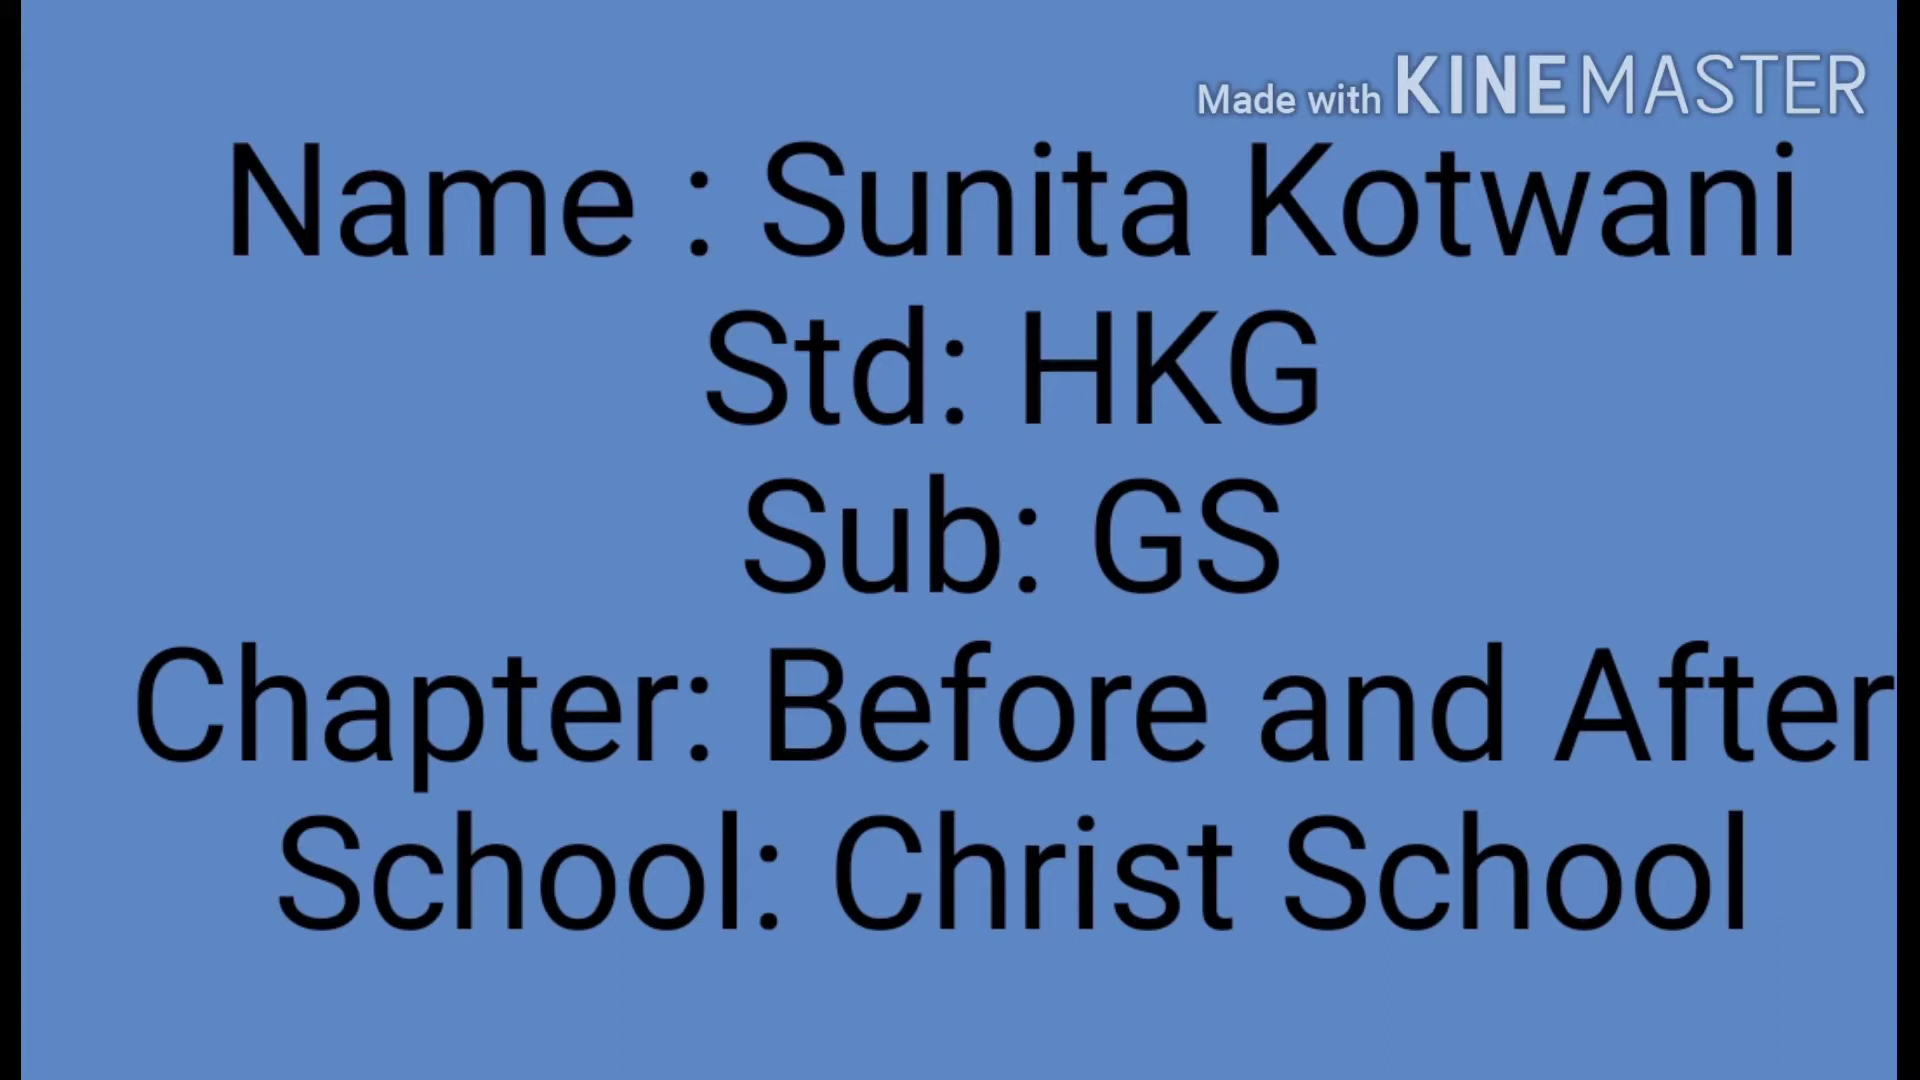 Made with KINEMASTER
Name : Sunita Kotwani
Std: HKG
Sub: GS
Chapter: Before and After
School: Christ School